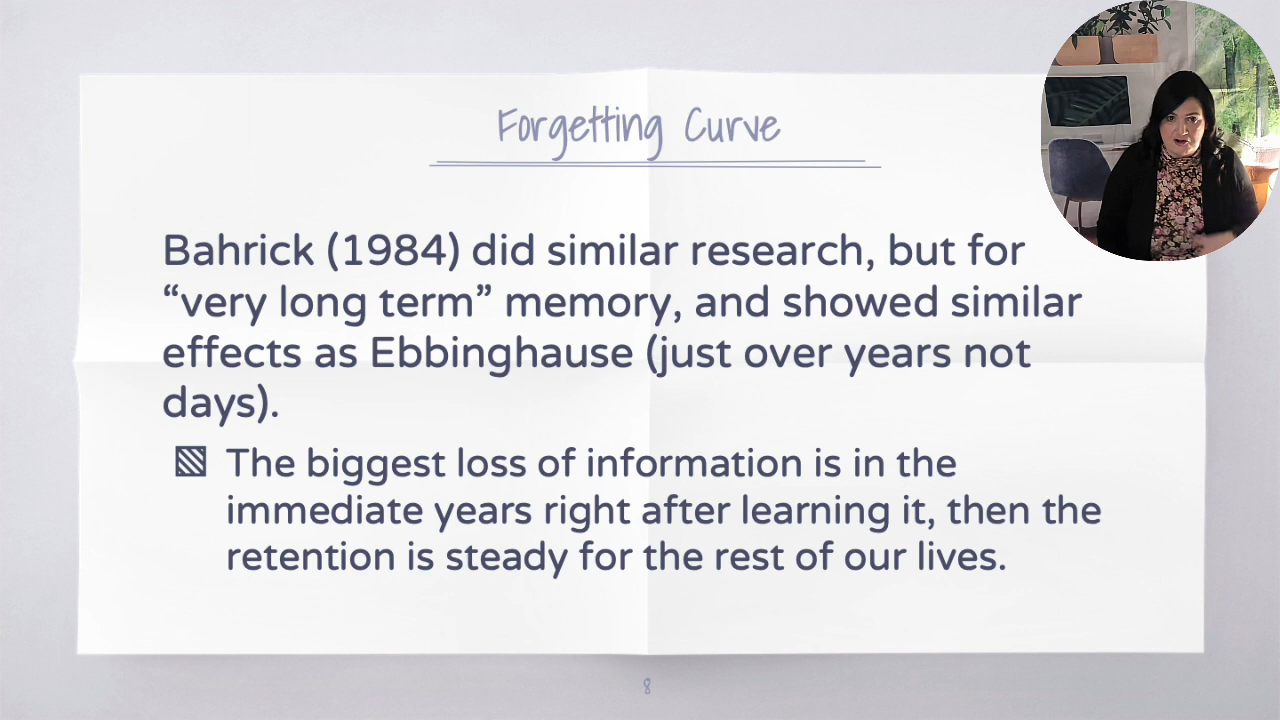 Forgetting Curve
Bahrick (1984) did similar research, but for
“very long term” memory, and showed similar
effects as Ebbinghause (just over years not
days).
The biggest loss of information is in the
immediate years right after learning it, then the
retention is steady for the rest of our lives.
8